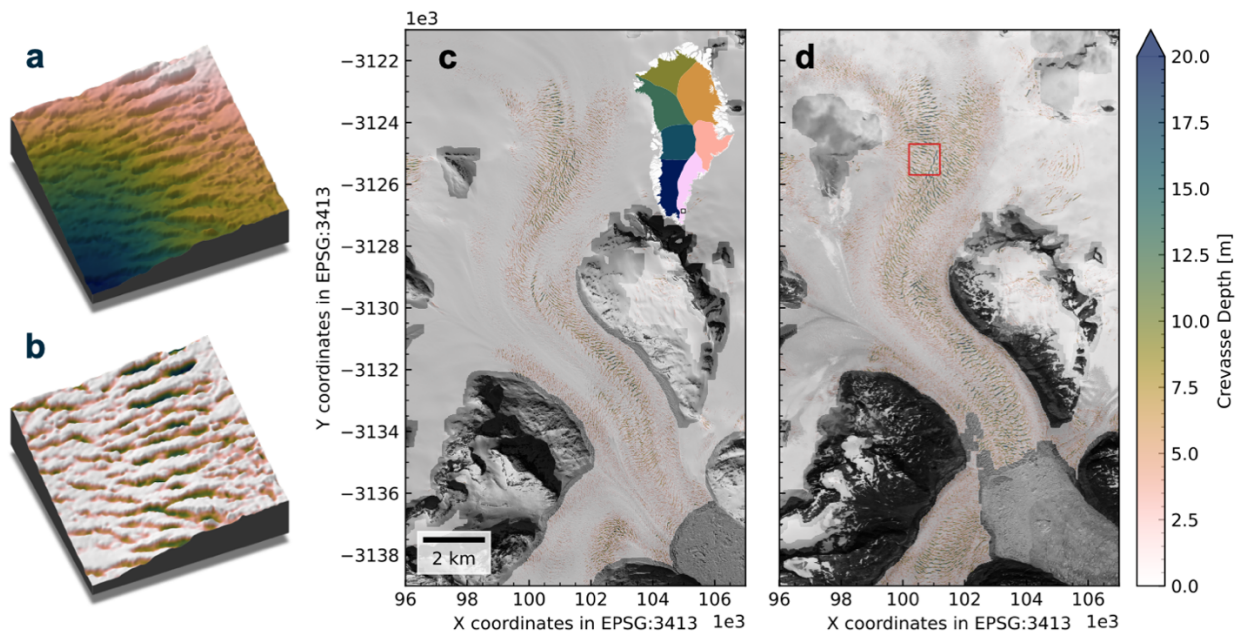 a
b
1e3
c
d
−3122
−3124
−3126
−3128
−3130
−3132
−3134
−3136
−3138
Y coordinates in EPSG:3413
2 km
96 98 100 102 104 106
X coordinates in EPSG:3413 1e3
96 98 100 102 104 106
X coordinates in EPSG:3413 1e3
20.0
17.5
15.0
12.5
10.0
7.5
5.0
2.5
0.0
Crevasse Depth [m]